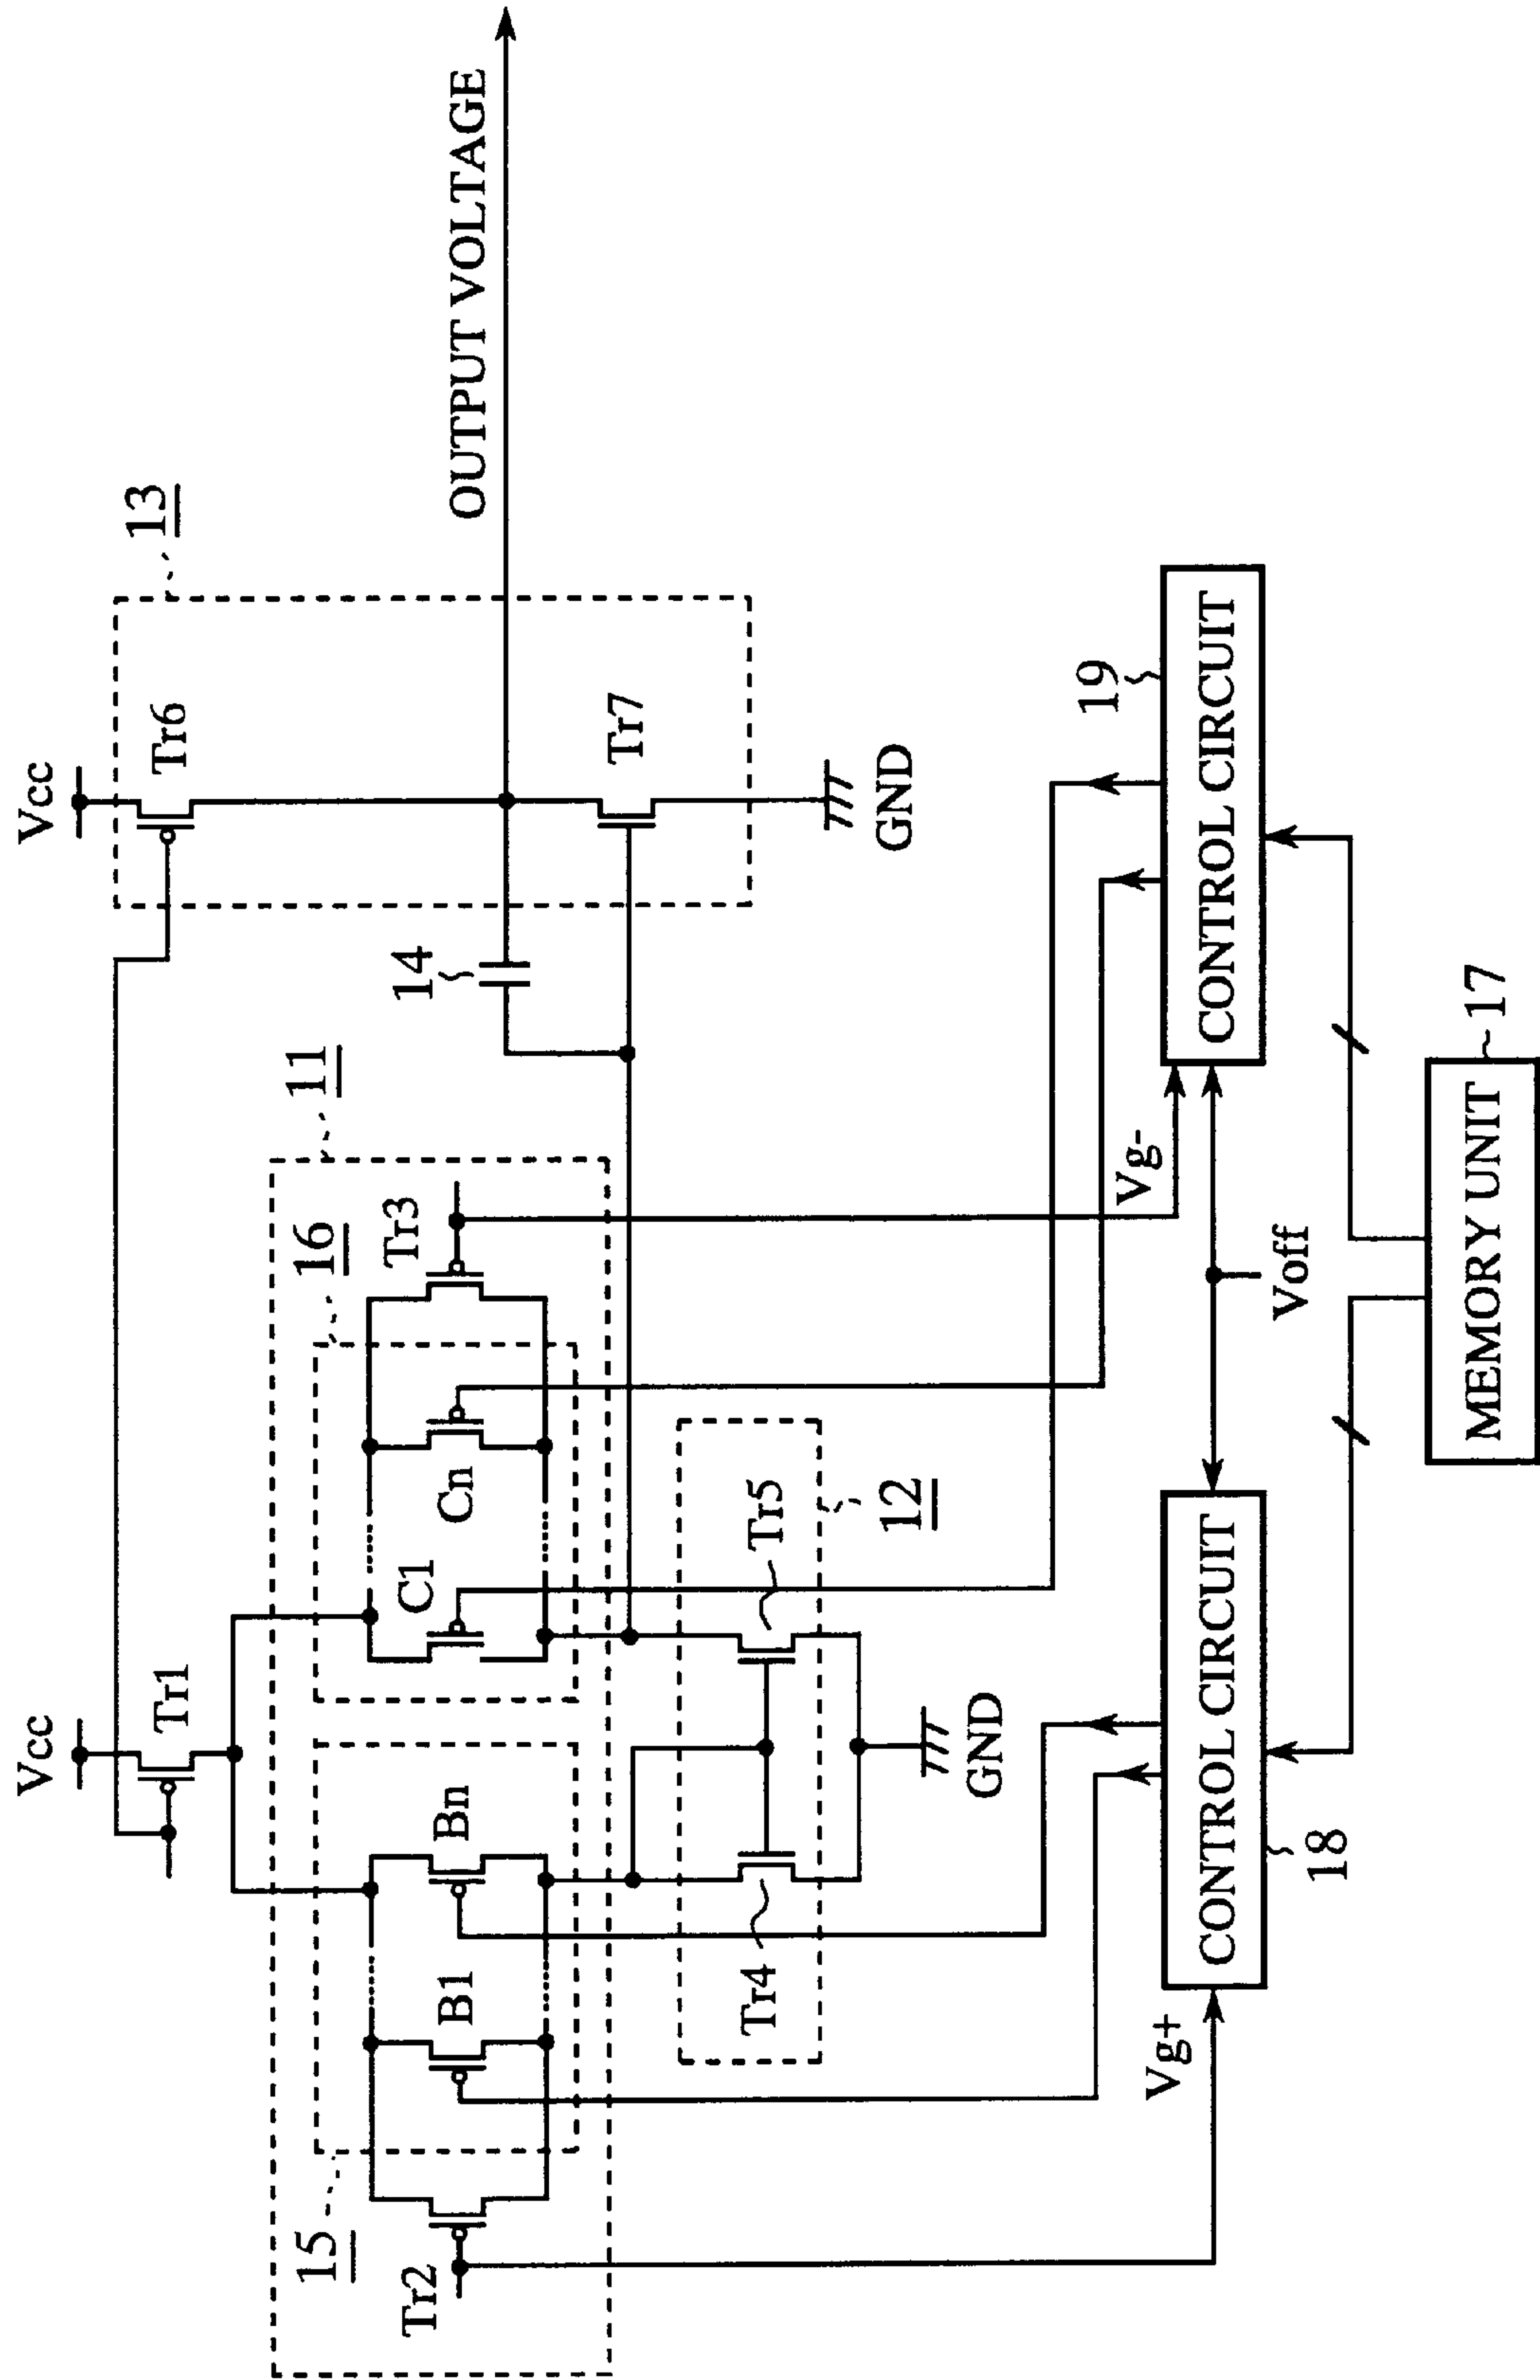 Vcc
Vcc
Tr1
Tr6
13
OUTPUT VOLTAGE
11
16
15
Tr2
B1
Bn
C1
Cn
Tr3
14
Tr7
GND
Tr4
Tr5
12
GND
Vg+
Vg-
19
CONTROL CIRCUIT
CONTROL CIRCUIT
Voff
18
MEMORY UNIT
17